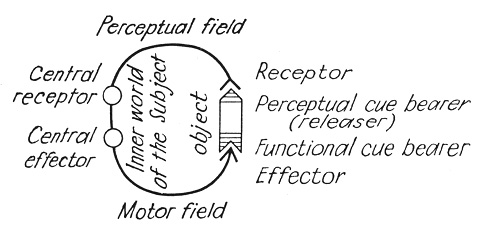 Perceptual field
Central
receptor
Central
effector
Inner world
of the Subject
object
Receptor
Perceptual cue bearer
(releaser)
Functional cue bearer
Effector
Motor field